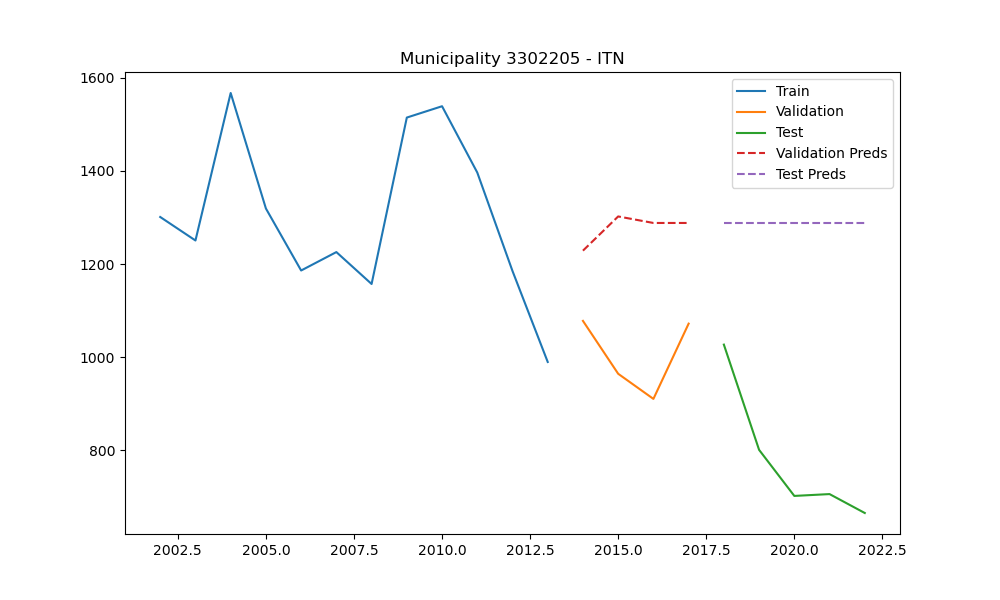 Municipality 3302205 - ITN
1600
1400
1200
1000
800
Train
Validation
Test
Validation Preds
Test Preds
2002.5 2005.0 2007.5 2010.0 2012.5 2015.0 2017.5 2020.0 2022.5